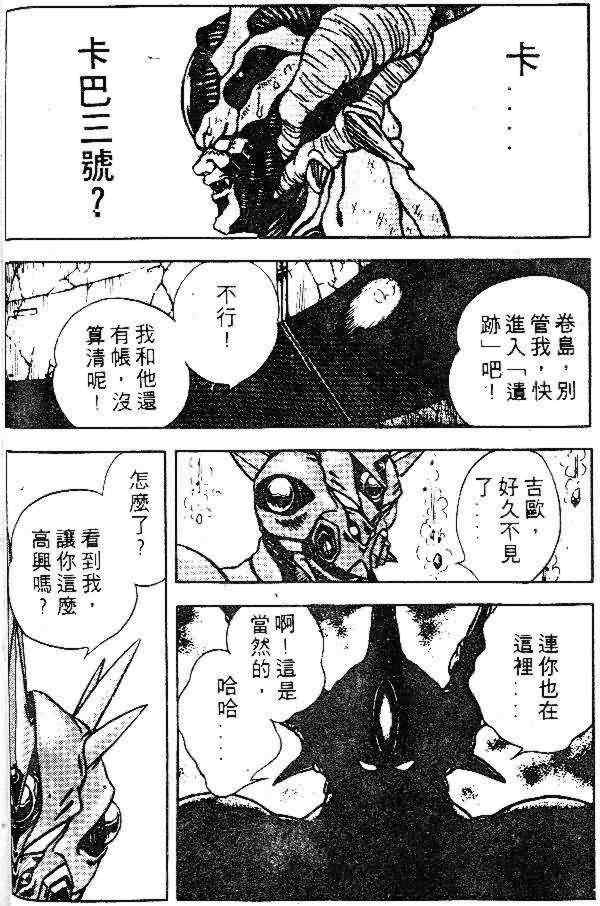 卡
‥‥
卡巴三號？
卷島，別
管我，快
進入「遺
跡」吧！
不行！
我和他還
有帳，沒
算清呢！
吉歐，
好久不見
了‥‥
連你也在
這裡‥‥
啊！這是
當然的，
哈哈‥‥
怎麼了？
看到我，
讓你這麼
高興嗎？